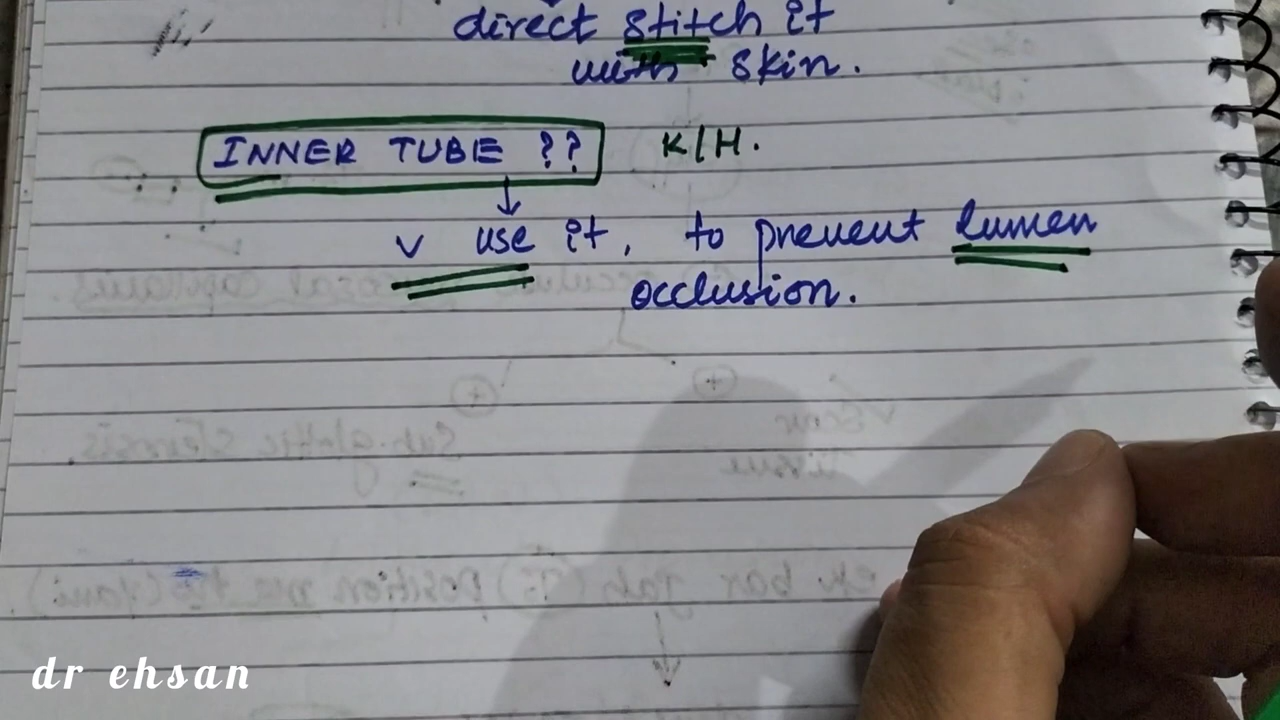 direct stitch it
with skin.
INNER TUBE ?? K/H.
↓
v use it, to prevent lumen
occlusion.
dr ehsan